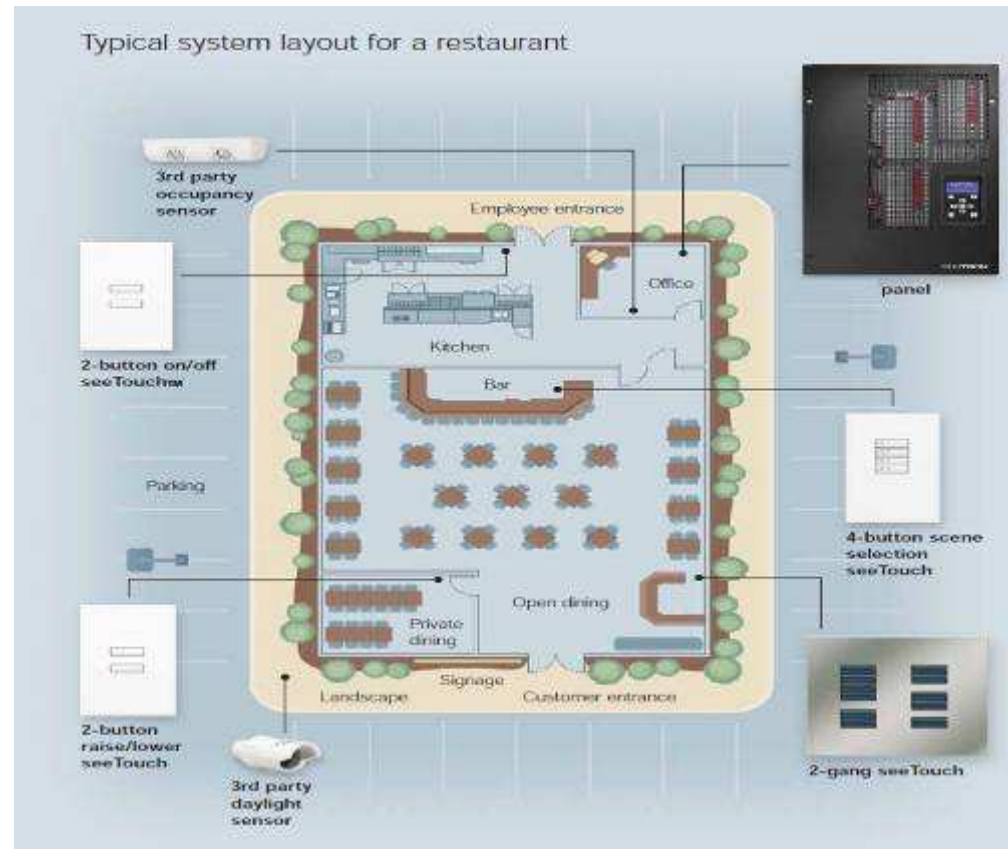 Typical system layout for a restaurant
3rd party
occupancy
sensor
Employee entrance
Office
panel
Kitchen
2-button on/off
seeTouch™
Bar
Parking
4-button scene
selection
seeTouch
Open dining
Private
dining
Signage
Landscape
Customer entrance
2-button
raise/lower
seeTouch
2-gang seeTouch
3rd party
daylight
sensor